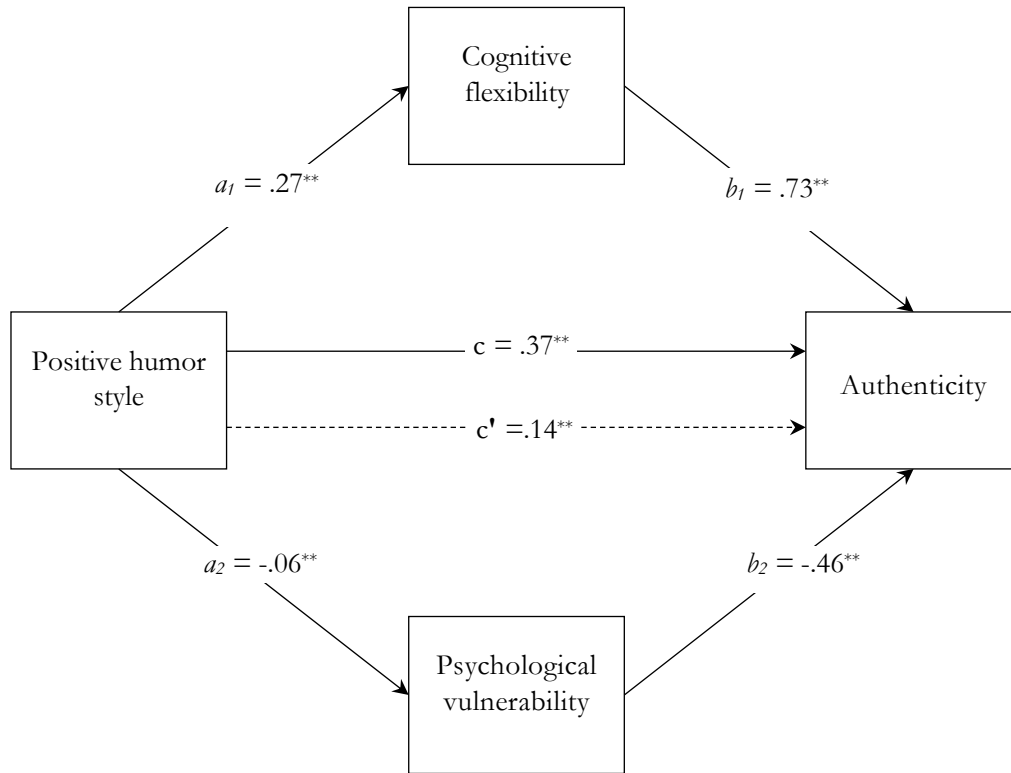 Cognitive
flexibility
a₁ = .27**
b₁ = .73**
Positive humor
style
c = .37**
c' =.14**
Authenticity
a₂ = -.06**
b₂ = -.46**
Psychological
vulnerability